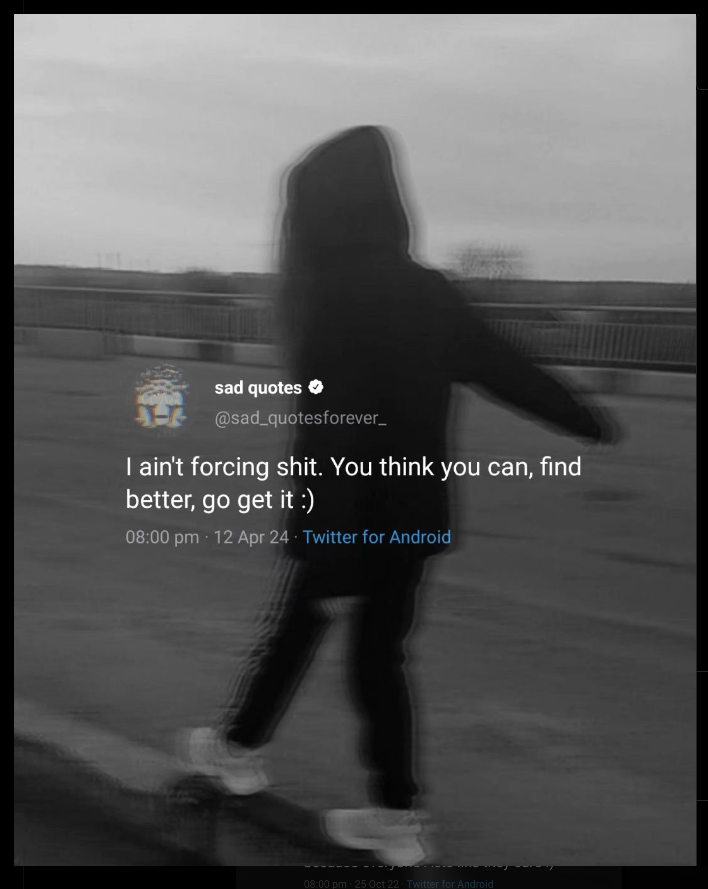 sad quotes
@sad_quotesforever_
I ain't forcing shit. You think you can, find
better, go get it :)
08:00 pm · 12 Apr 24 · Twitter for Android
08:00 pm · 25 Oct 22 · Twitter for Android